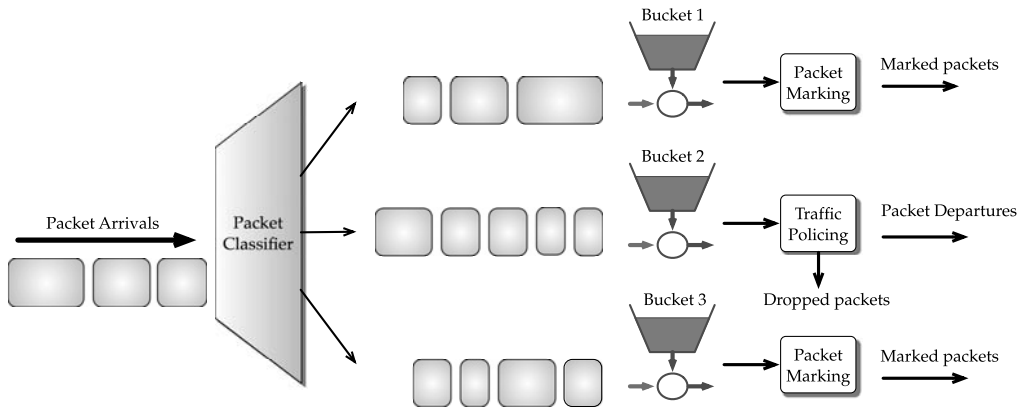 Bucket 1
Packet
Marking
Marked packets
Bucket 2
Packet Arrivals
Packet
Classifier
Traffic
Policing
Packet Departures
Dropped packets
Bucket 3
Packet
Marking
Marked packets